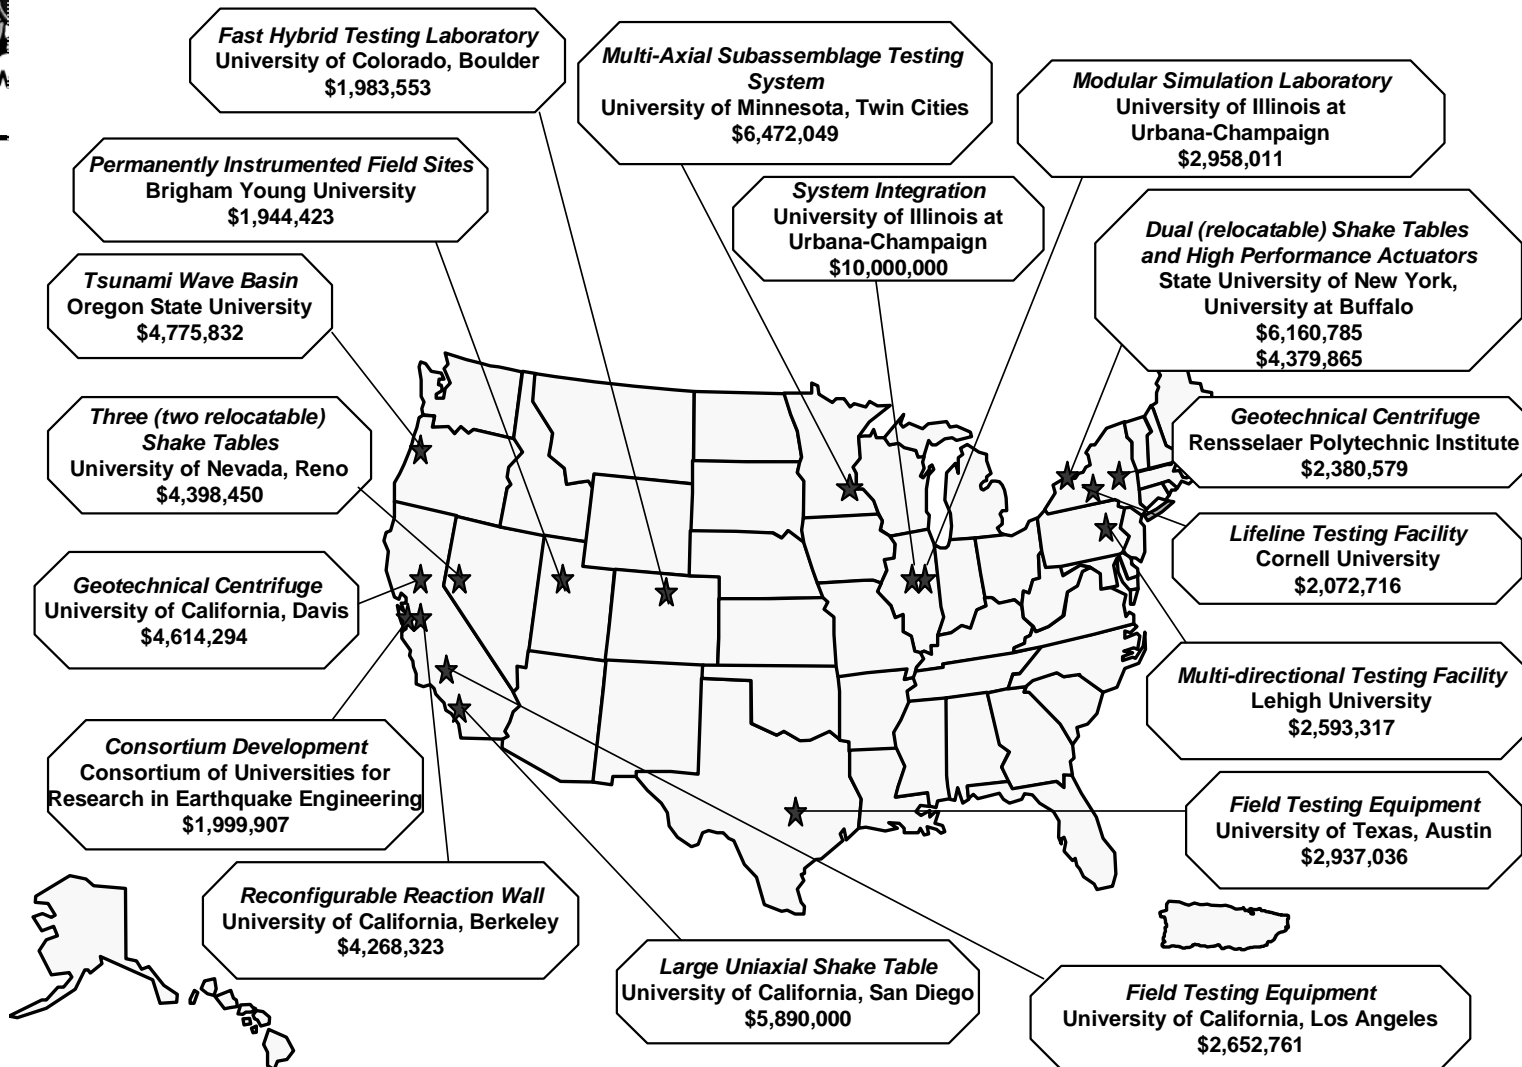 Fast Hybrid Testing Laboratory
University of Colorado, Boulder
$1,983,553
Multi-Axial Subassemblage Testing
System
University of Minnesota, Twin Cities
$6,472,049
Modular Simulation Laboratory
University of Illinois at
Urbana-Champaign
$2,958,011
Permanently Instrumented Field Sites
Brigham Young University
$1,944,423
System Integration
University of Illinois at
Urbana-Champaign
$10,000,000
Dual (relocatable) Shake Tables
and High Performance Actuators
State University of New York,
University at Buffalo
$6,160,785
$4,379,865
Tsunami Wave Basin
Oregon State University
$4,775,832
Three (two relocatable)
Shake Tables
University of Nevada, Reno
$4,398,450
Geotechnical Centrifuge
Rensselaer Polytechnic Institute
$2,380,579
Lifeline Testing Facility
Cornell University
$2,072,716
Geotechnical Centrifuge
University of California, Davis
$4,614,294
Multi-directional Testing Facility
Lehigh University
$2,593,317
Consortium Development
Consortium of Universities for
Research in Earthquake Engineering
$1,999,907
Field Testing Equipment
University of Texas, Austin
$2,937,036
Reconfigurable Reaction Wall
University of California, Berkeley
$4,268,323
Large Uniaxial Shake Table
University of California, San Diego
$5,890,000
Field Testing Equipment
University of California, Los Angeles
$2,652,761